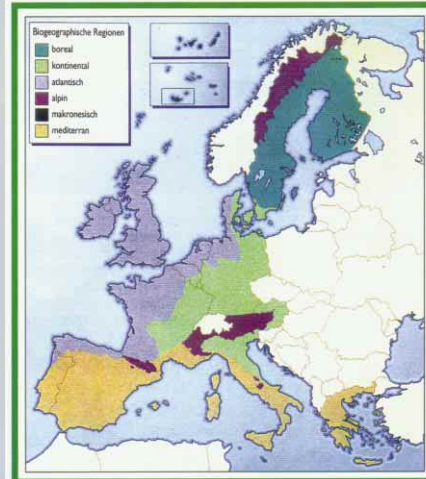 Biogeographische Regionen
boreal
kontinental
atlantisch
alpin
makronesisch
mediterran